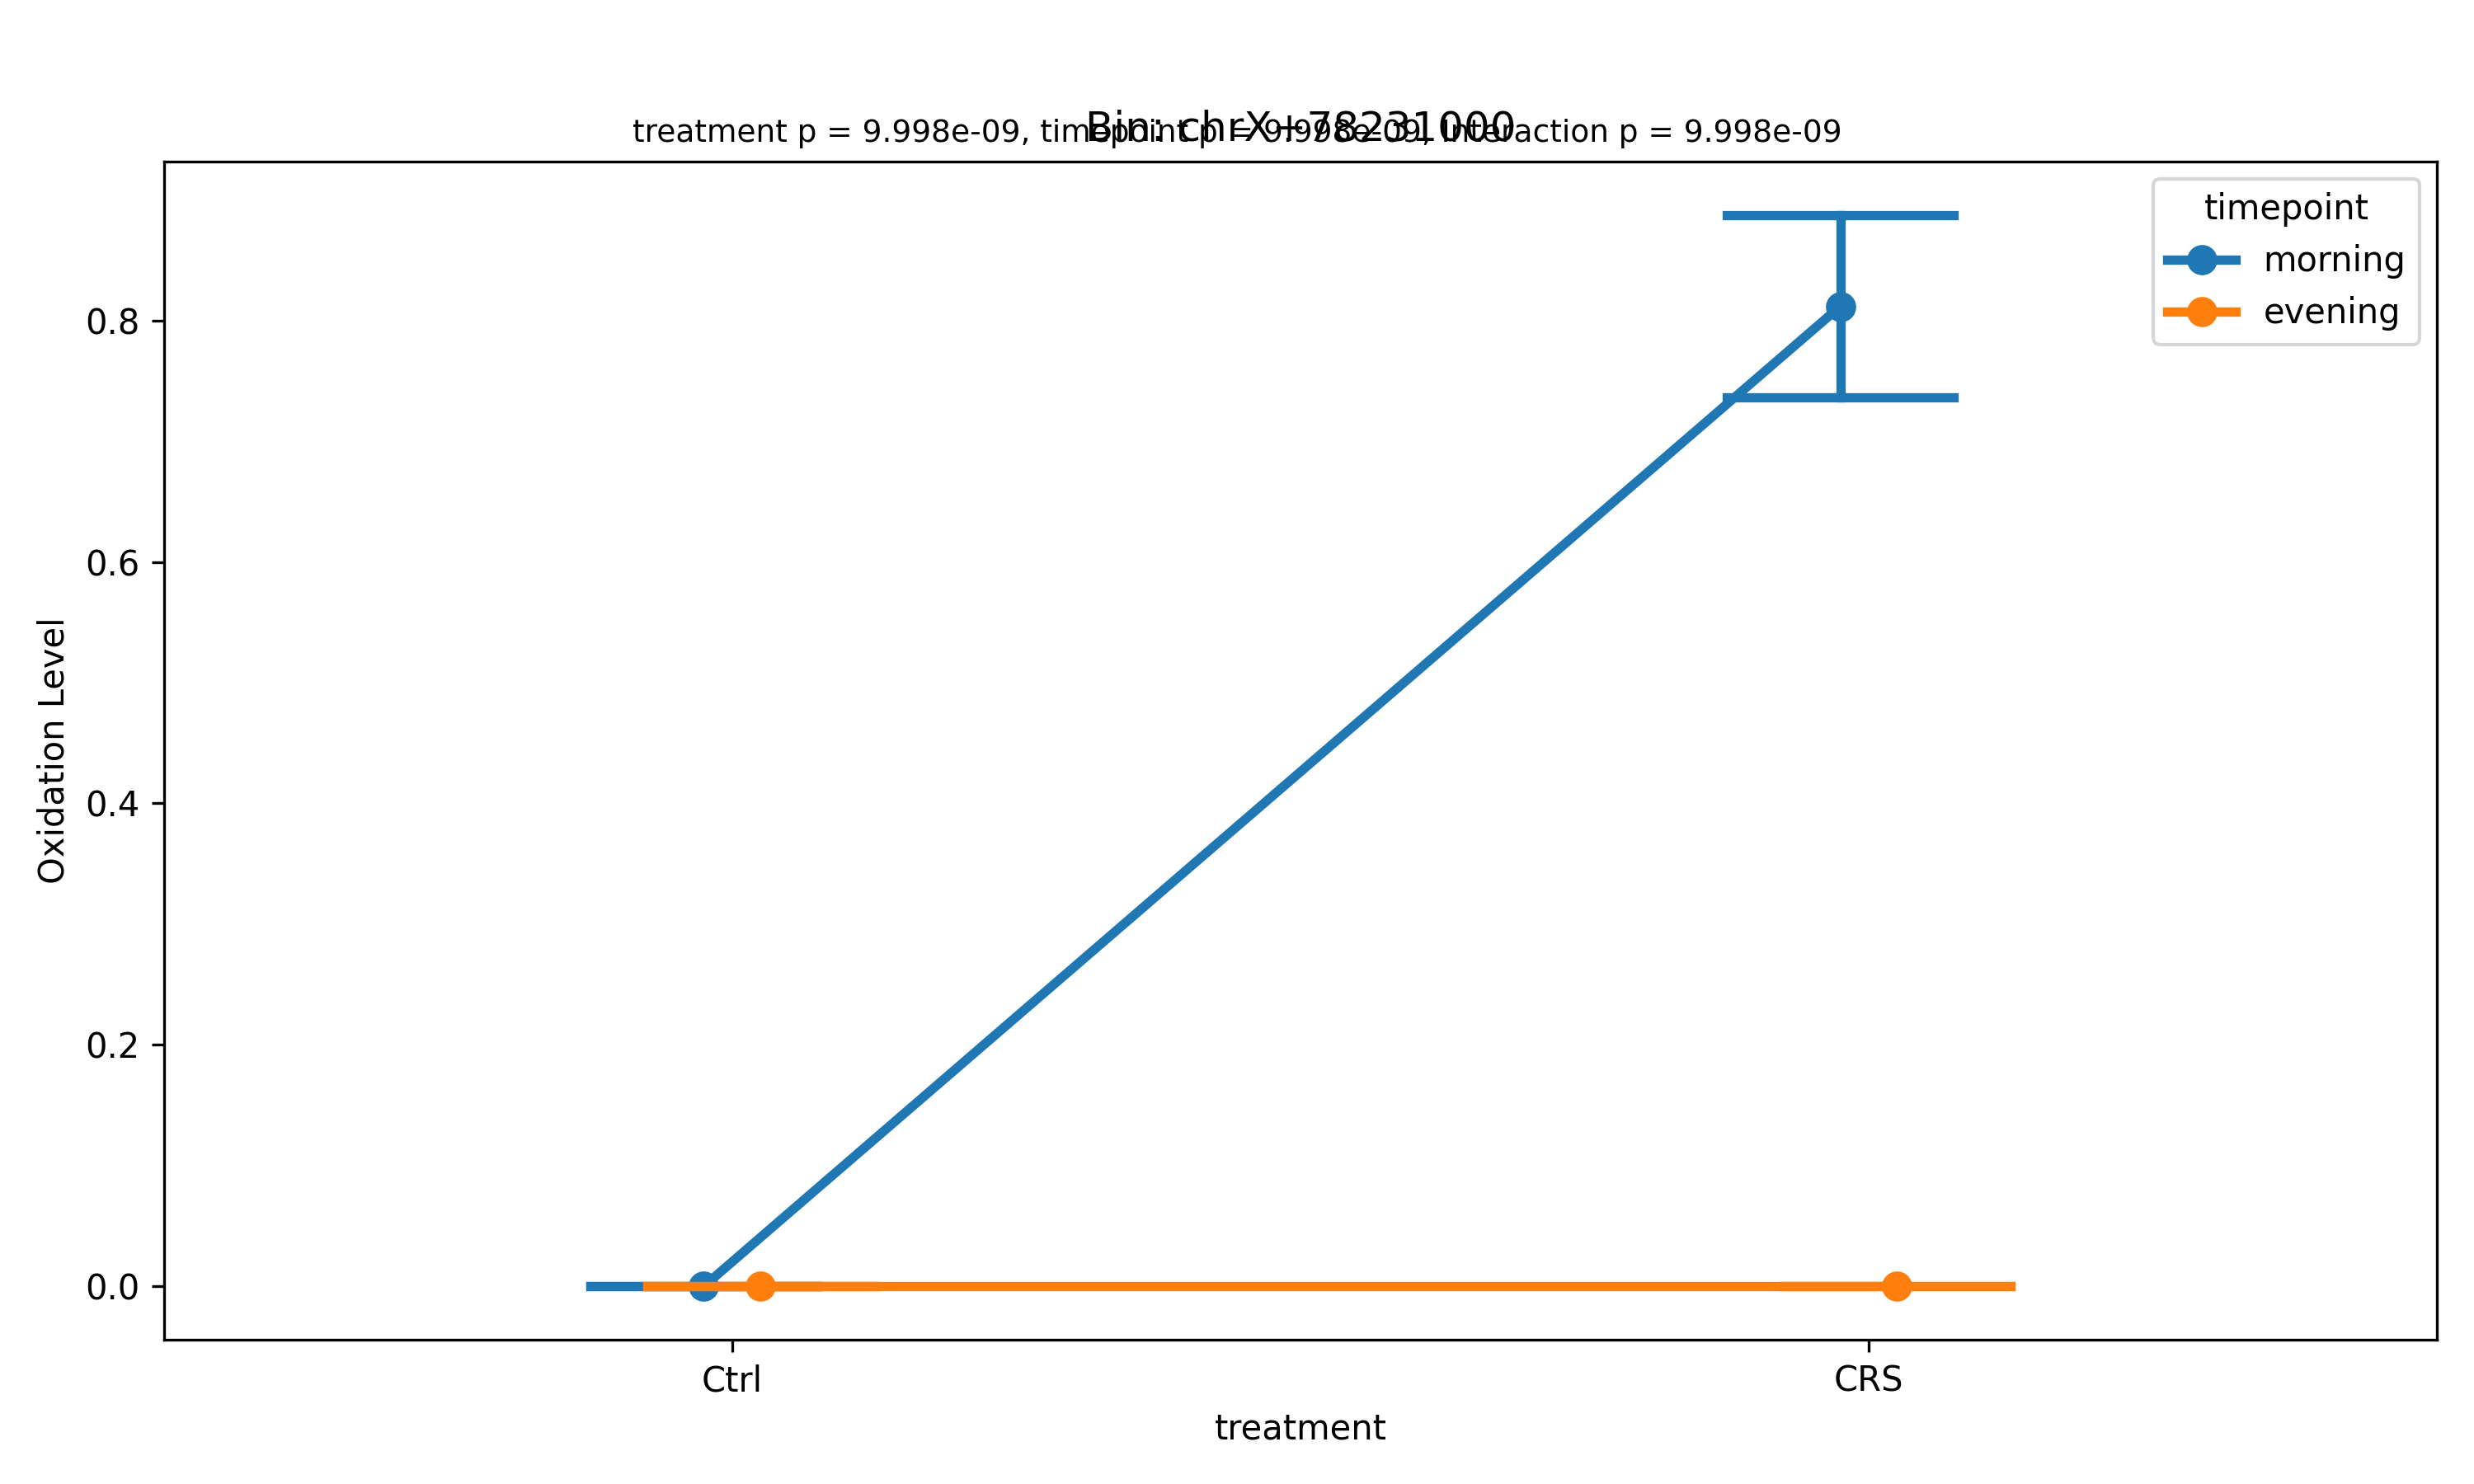 Bin: chrX+78231000
treatment p = 9.998e-09, timepoint p = 9.998e-09, interaction p = 9.998e-09
timepoint
morning
evening
Oxidation Level
0.8
0.6
0.4
0.2
0.0
Ctrl
CRS
treatment